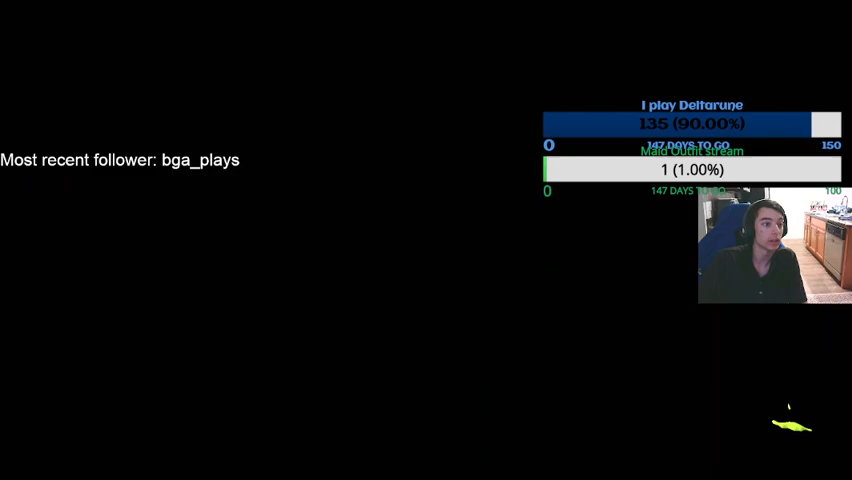 I play Deltarune
135 (90.00%)
0 147 DAYS TO GO 150
Maid Outfit stream
Most recent follower: bga_plays
1 (1.00%)
0 147 DAYS TO GO 100